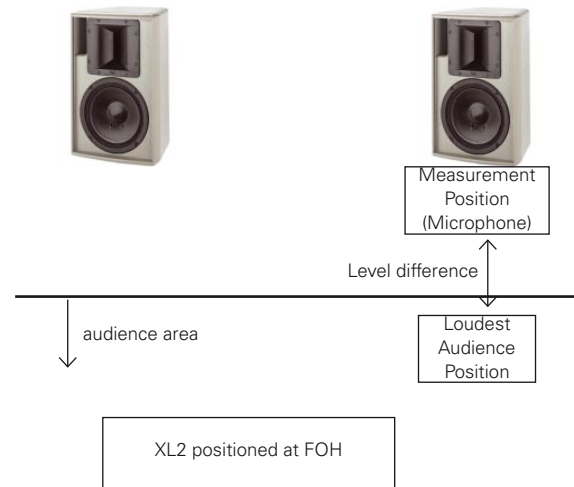 Measurement
Position
(Microphone)
Level difference
audience area
Loudest
Audience
Position
XL2 positioned at FOH